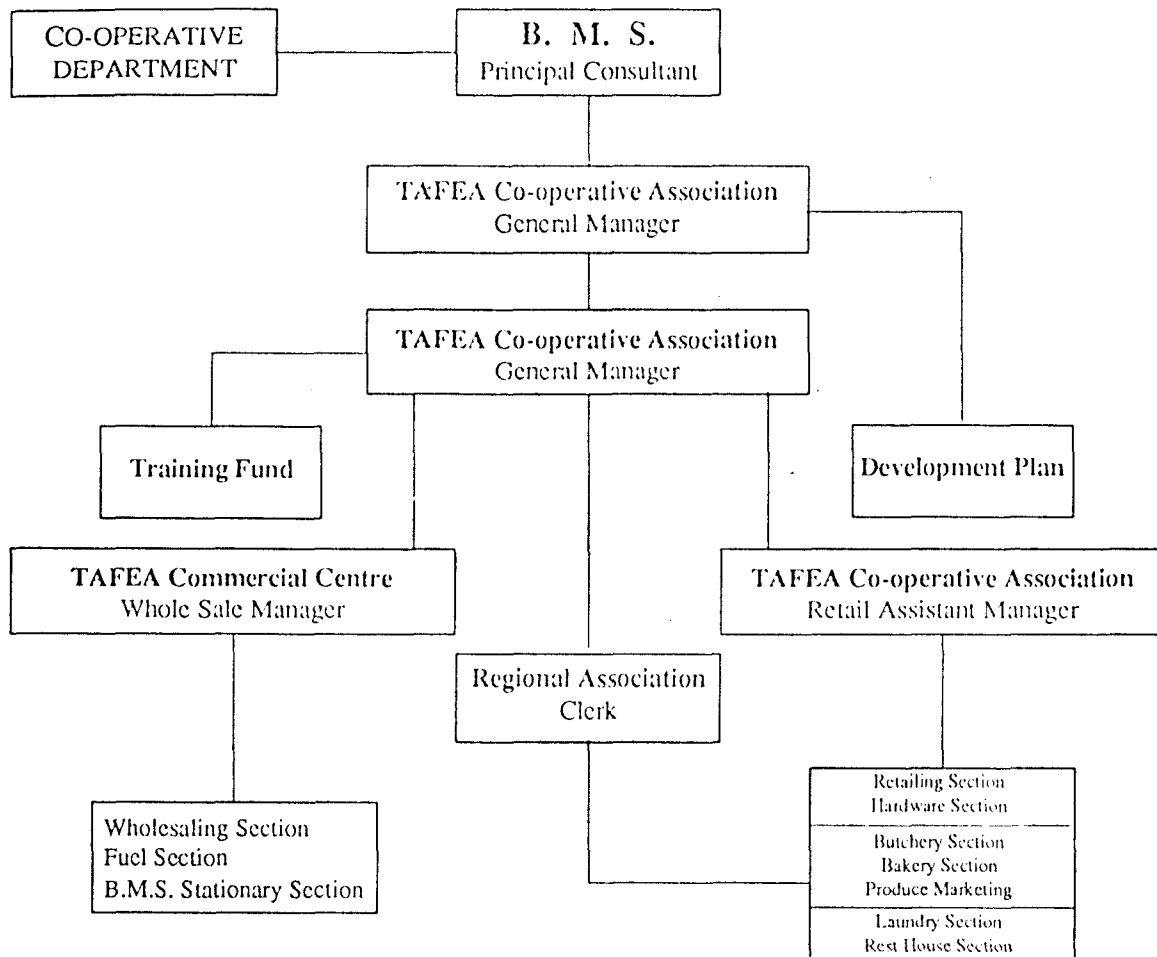 CO-OPERATIVE
DEPARTMENT
B. M. S.
Principal Consultant
TAFEA Co-operative Association
General Manager
TAFEA Co-operative Association
General Manager
Training Fund
Development Plan
TAFEA Commercial Centre
Whole Sale Manager
TAFEA Co-operative Association
Retail Assistant Manager
Regional Association
Clerk
Wholesaling Section
Fuel Section
B.M.S. Stationary Section
Retailing Section
Hardware Section
Butchery Section
Bakery Section
Produce Marketing
Laundry Section
Rest House Section